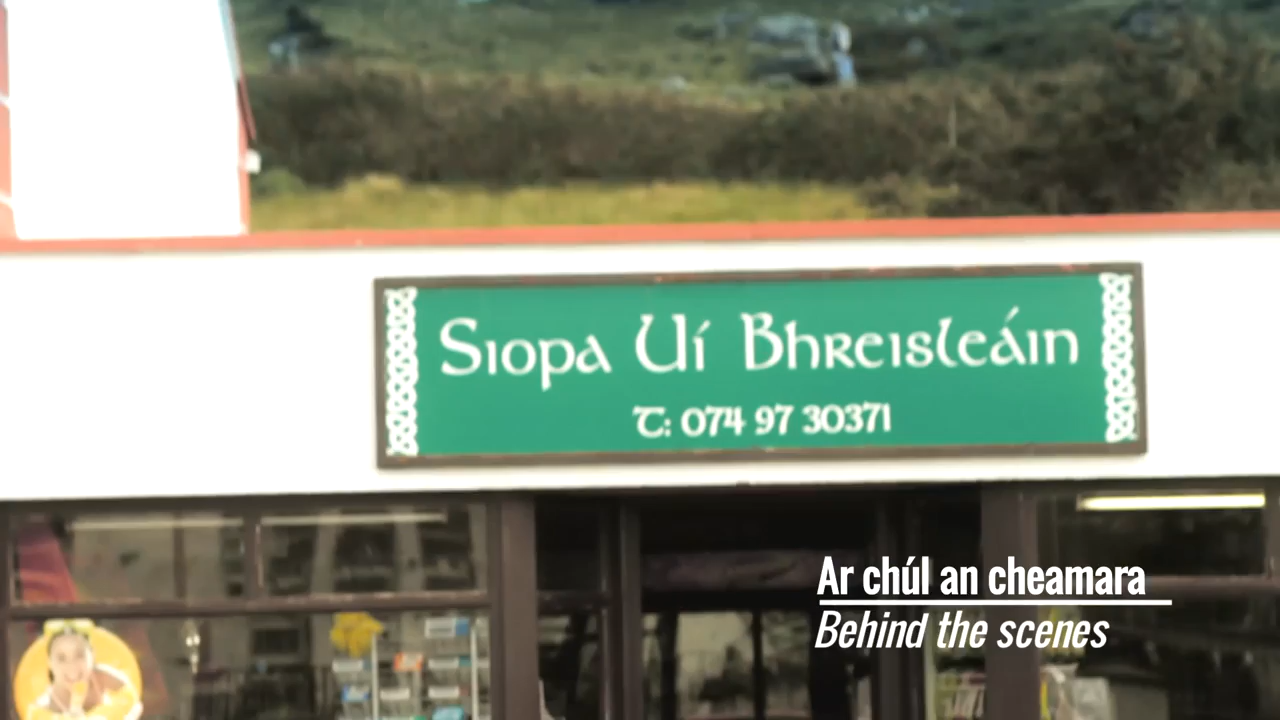 Siopa Uí Bhreisleáin
T: 074 97 30371
Ar chúl an cheamara
Behind the scenes